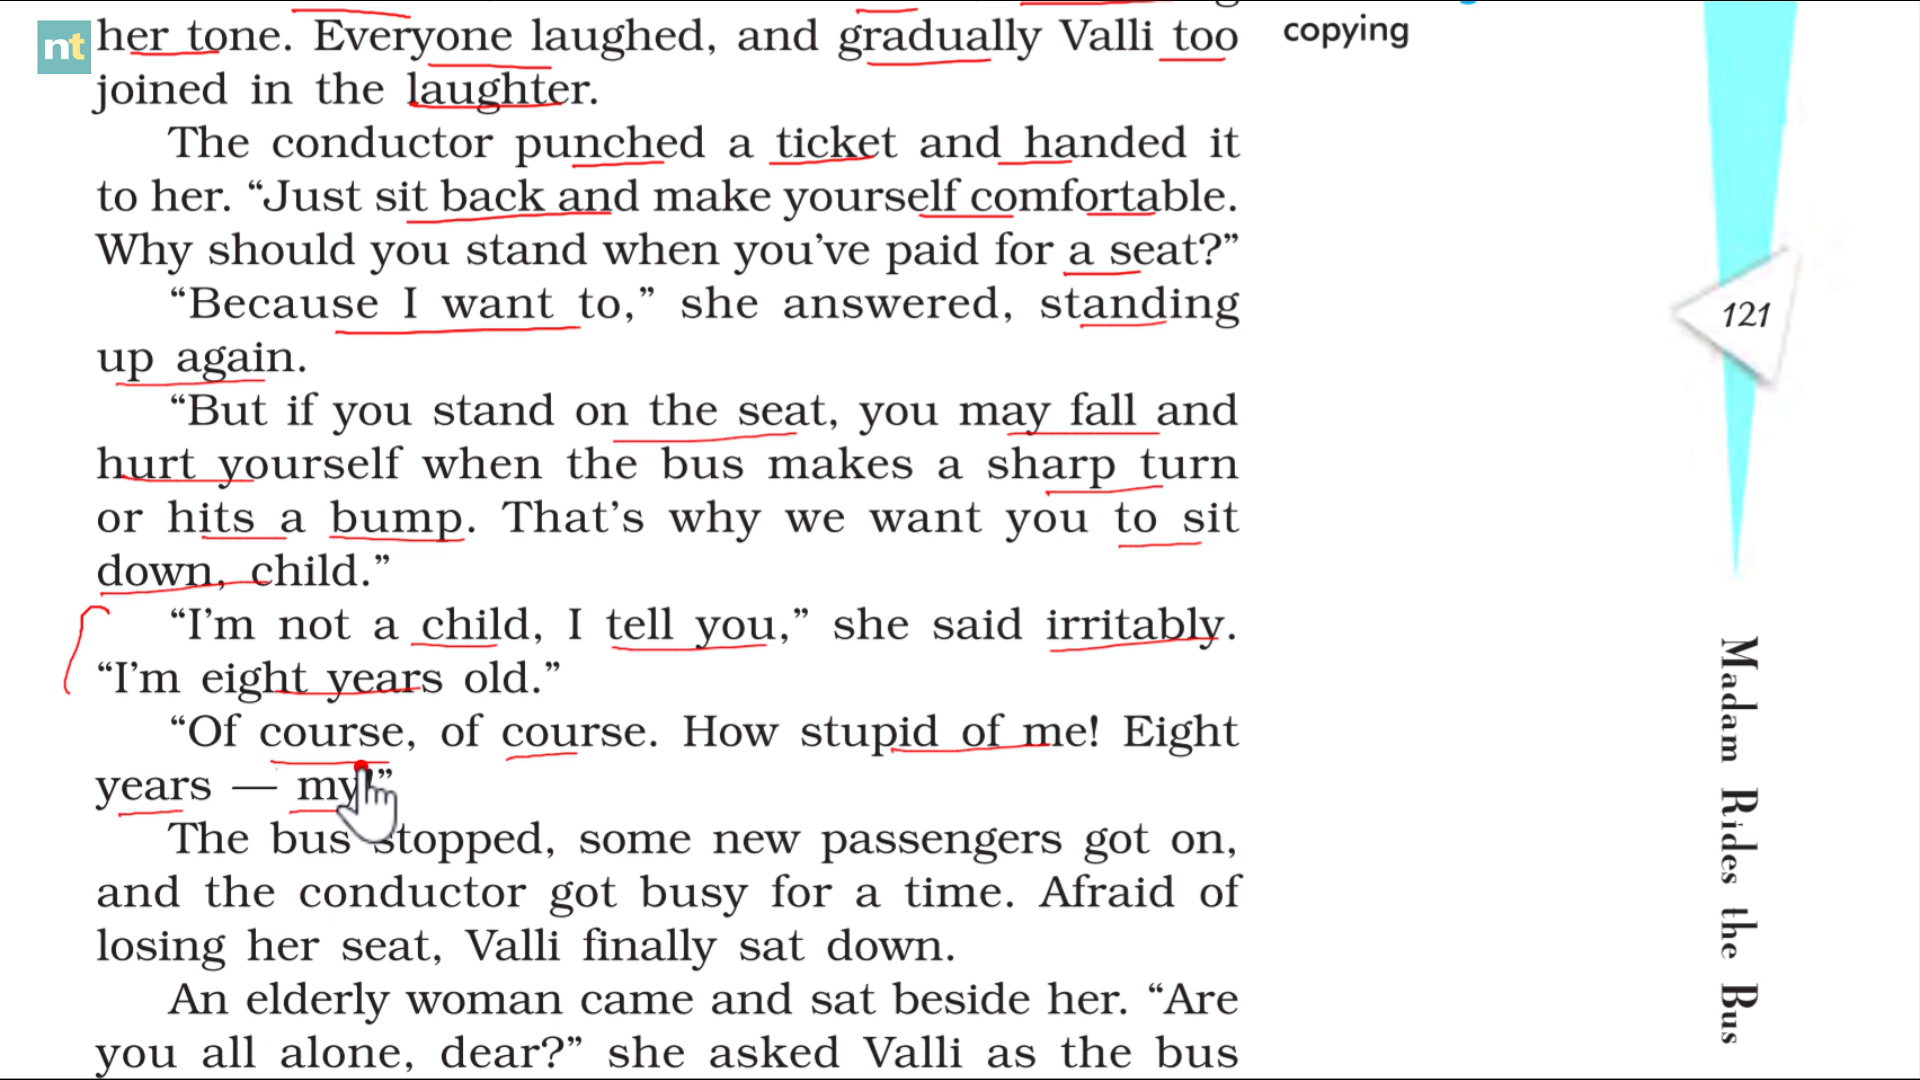 nt
her tone. Everyone laughed, and gradually Valli too
joined in the laughter.
The conductor punched a ticket and handed it
to her. “Just sit back and make yourself comfortable.
Why should you stand when you’ve paid for a seat?”
“Because I want to,” she answered, standing
up again.
“But if you stand on the seat, you may fall and
hurt yourself when the bus makes a sharp turn
or hits a bump. That’s why we want you to sit
down, child.”
“I’m not a child, I tell you,” she said irritably.
“I’m eight years old.”
“Of course, of course. How stupid of me! Eight
years — my!”
The bus stopped, some new passengers got on,
and the conductor got busy for a time. Afraid of
losing her seat, Valli finally sat down.
An elderly woman came and sat beside her. “Are
you all alone, dear?” she asked Valli as the bus
copying
121
Madam Rides the Bus